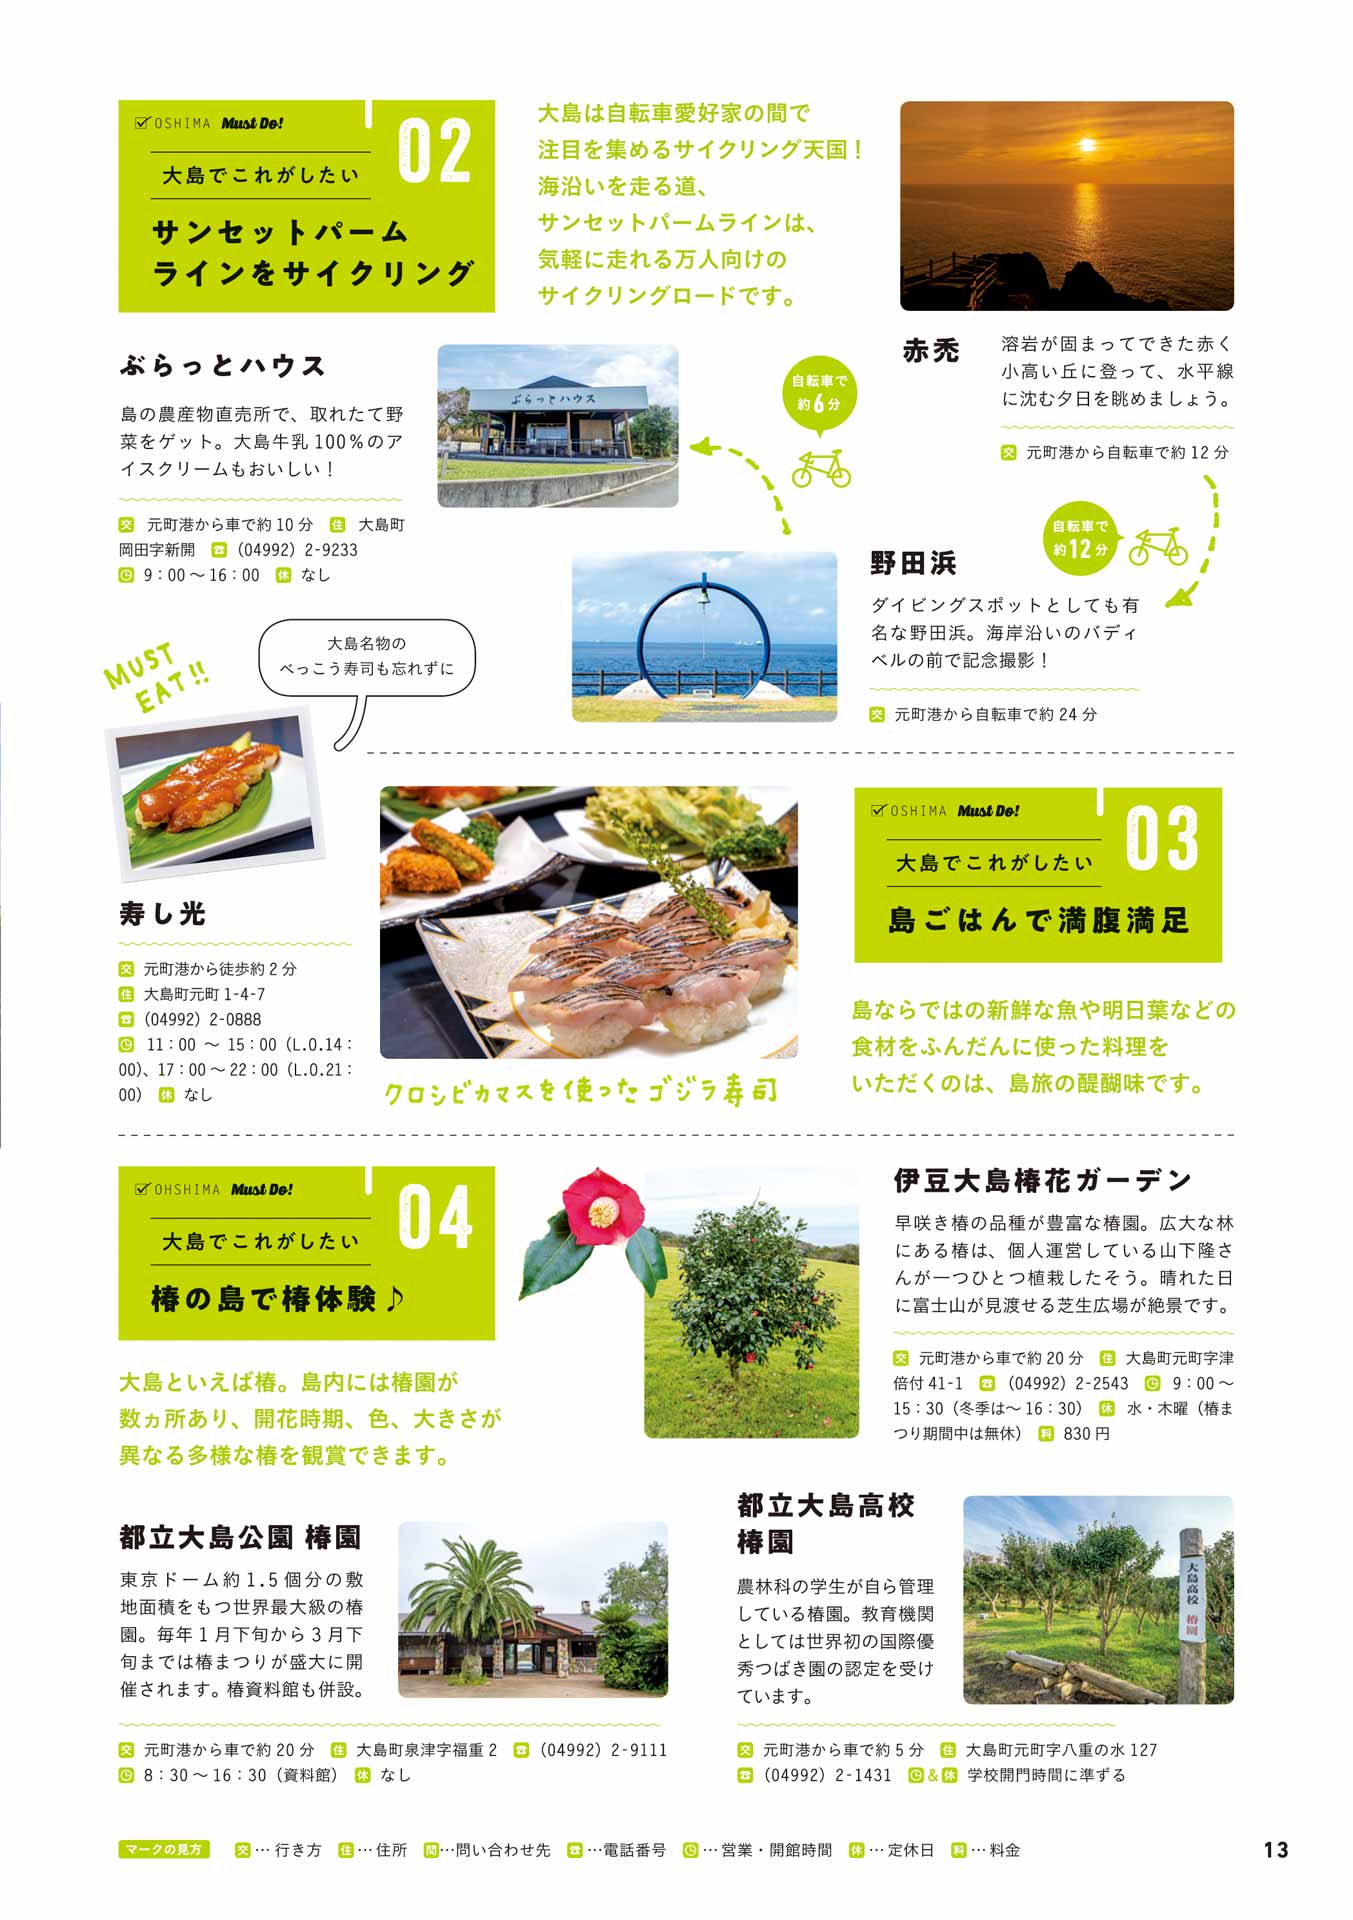 OSHIMA Must Do!
02
大島でこれがしたい
サンセットパーム
ラインをサイクリング
大島は自転車愛好家の間で
注目を集めるサイクリング天国！
海沿いを走る道、
サンセットパームラインは、
気軽に走れる万人向けの
サイクリングロードです。
赤禿
溶岩が固まってできた赤く
小高い丘に登って、水平線
に沈む夕日を眺めましょう。
交 元町港から自転車で約 12 分
自転車で
約12分
野田浜
ダイビングスポットとしても有
名な野田浜。海岸沿いのバディ
ベルの前で記念撮影！
交 元町港から自転車で約 24 分
自転車で
約6分
ぶらっとハウス
島の農産物直売所で、取れたて野
菜をゲット。大島牛乳 100％のア
イスクリームもおいしい！
交 元町港から車で約 10 分 住 大島町
岡田字新開 ☎ (04992) 2-9233
9：00 〜 16：00 休 なし
ぶらっとハウス
MUST
EAT!!
大島名物の
べっこう寿司も忘れずに
寿し光
交 元町港から徒歩約 2 分
住 大島町元町 1-4-7
☎ (04992) 2-0888
11：00 〜 15：00（L.O.14：
00）、17：00 〜 22：00（L.O.21：
00） 休 なし
クロシビカマスを使ったゴジラ寿司
OSHIMA Must Do!
03
大島でこれがしたい
島ごはんで満腹満足
島ならではの新鮮な魚や明日葉などの
食材をふんだんに使った料理を
いただくのは、島旅の醍醐味です。
OHSHIMA Must Do!
04
大島でこれがしたい
椿の島で椿体験♪
大島といえば椿。島内には椿園が
数ヵ所あり、開花時期、色、大きさが
異なる多様な椿を観賞できます。
伊豆大島椿花ガーデン
早咲き椿の品種が豊富な椿園。広大な林
にある椿は、個人運営している山下隆さ
んが一つひとつ植栽したそう。晴れた日
に富士山が見渡せる芝生広場が絶景です。
交 元町港から車で約 20 分 住 大島町元町字津
倍付 41-1 ☎ (04992) 2-2543 9：00 〜
15：30（冬季は〜 16：30） 休 水・木曜（椿ま
つり期間中は無休） 料 830 円
都立大島公園 椿園
東京ドーム約 1.5 個分の敷
地面積をもつ世界最大級の椿
園。毎年 1 月下旬から 3 月下
旬までは椿まつりが盛大に開
催されます。椿資料館も併設。
交 元町港から車で約 20 分 住 大島町泉津字福重 2 ☎ (04992) 2-9111
8：30 〜 16：30（資料館） 休 なし
都立大島高校
椿園
農林科の学生が自ら管理
している椿園。教育機関
としては世界初の国際優
秀つばき園の認定を受け
ています。
大島高校 椿園
交 元町港から車で約 5 分 住 大島町元町字八重の水 127
☎ (04992) 2-1431 &休 学校開門時間に準ずる
マークの見方 交…行き方 住…住所 問…問い合わせ先 ☎…電話番号 …営業・開館時間 休…定休日 料…料金
13